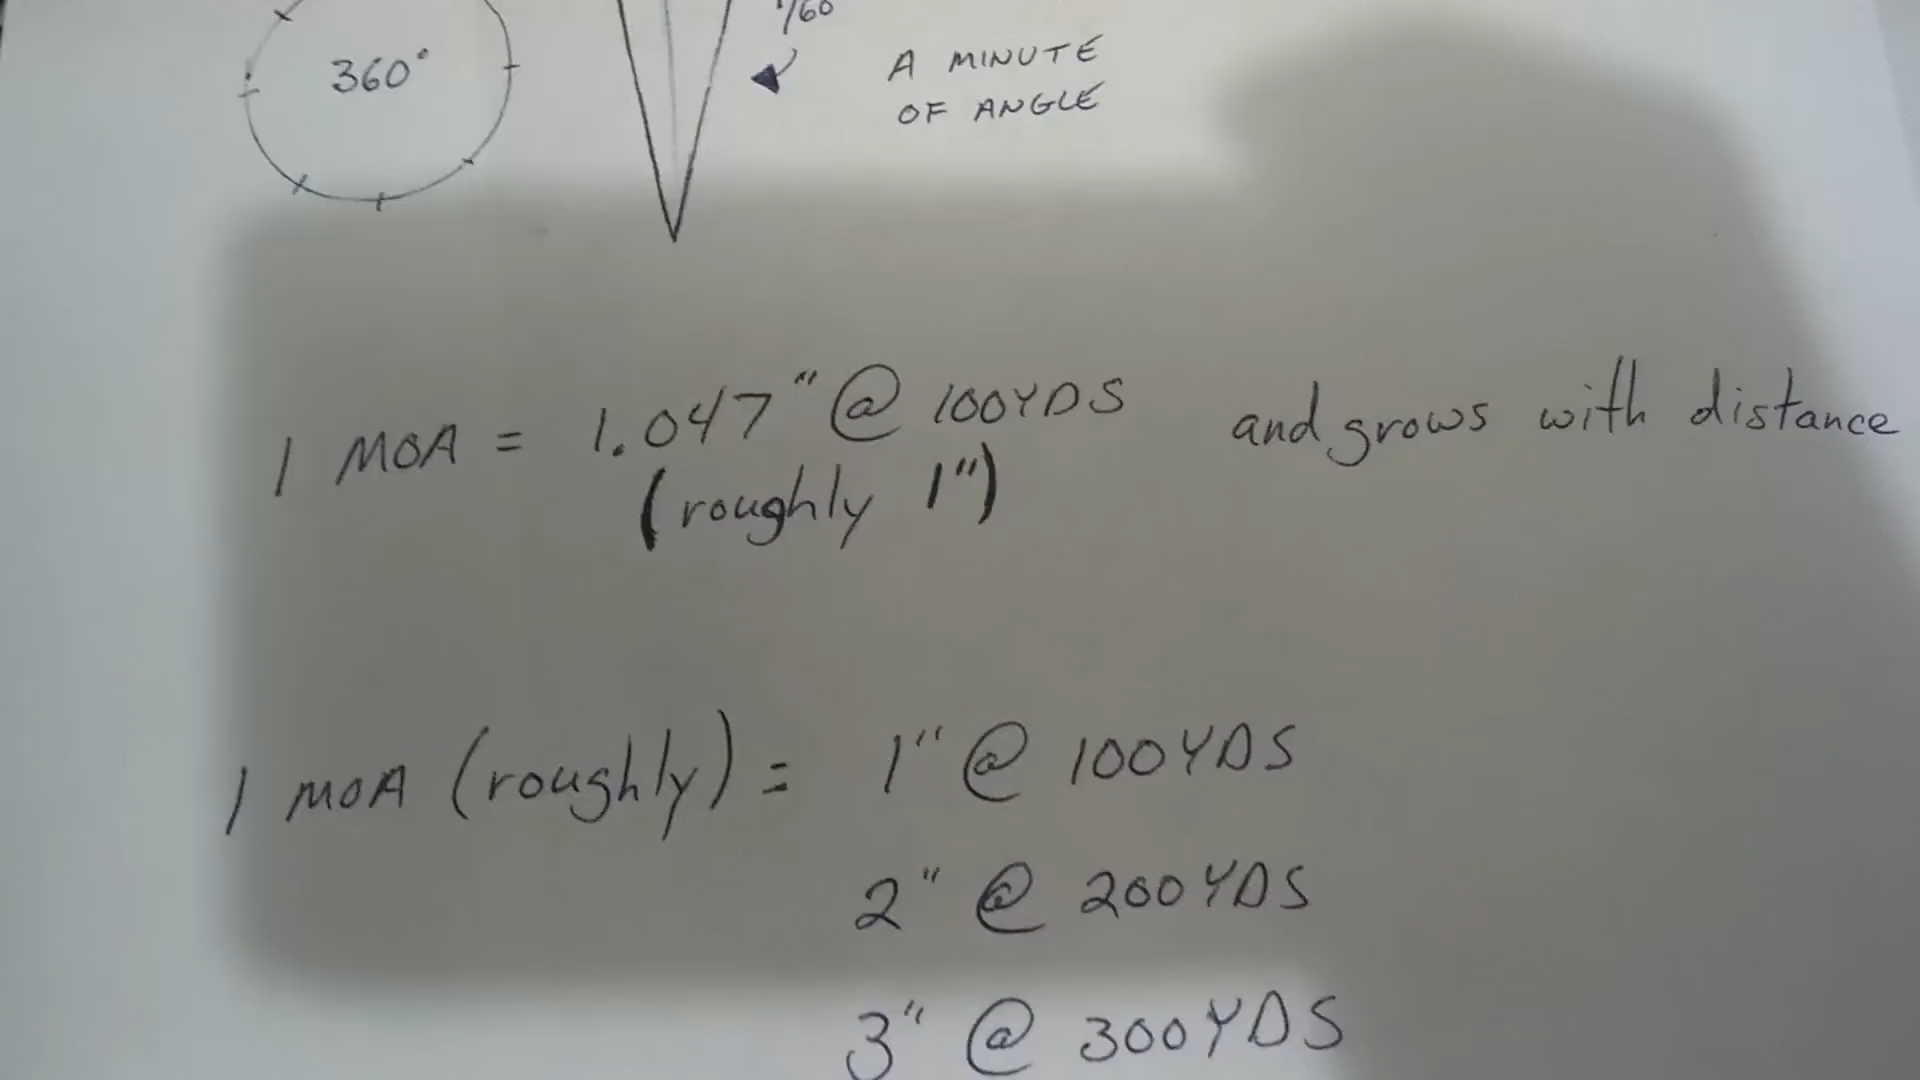 1/60
360°
A MINUTE
OF ANGLE
1 MOA = 1.047" @ 100YDS and grows with distance
(roughly 1")
1 MOA (roughly) = 1" @ 100YDS
2" @ 200YDS
3" @ 300YDS